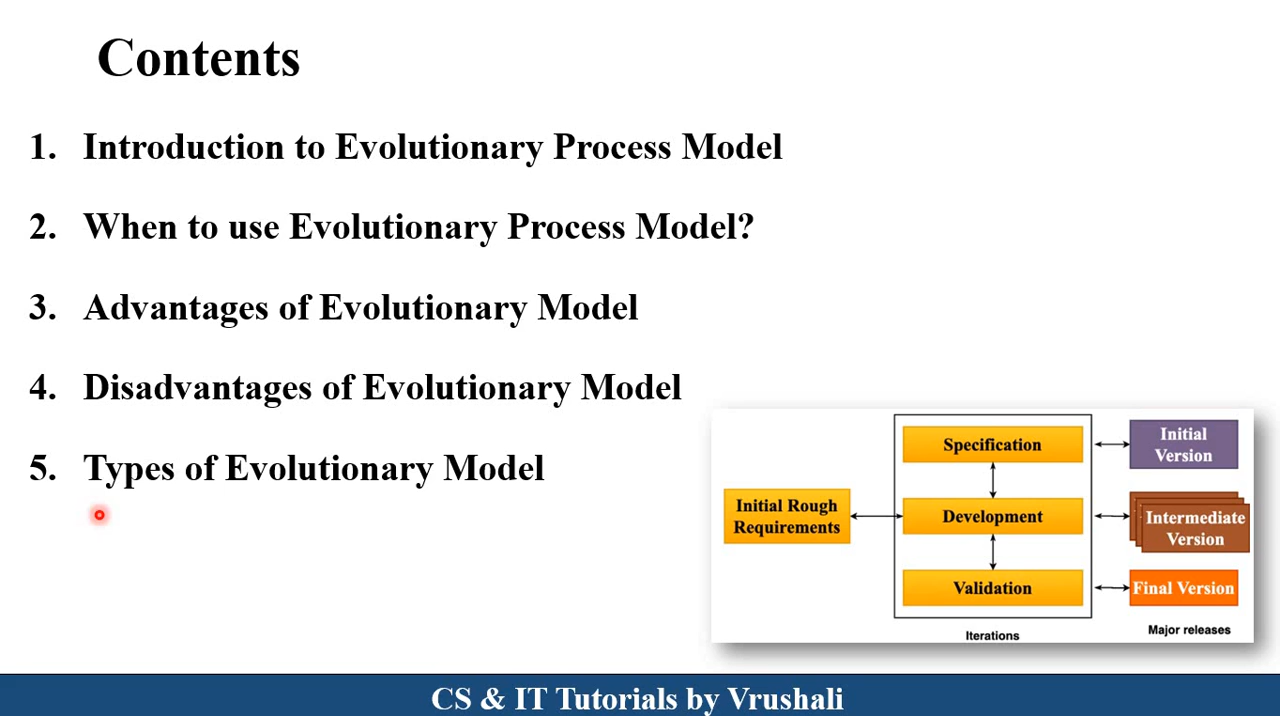 Contents
1. Introduction to Evolutionary Process Model
2. When to use Evolutionary Process Model?
3. Advantages of Evolutionary Model
4. Disadvantages of Evolutionary Model
5. Types of Evolutionary Model
Initial Rough
Requirements
Specification
Development
Validation
Iterations
Initial
Version
Intermediate
Version
Final Version
Major releases
CS & IT Tutorials by Vrushali